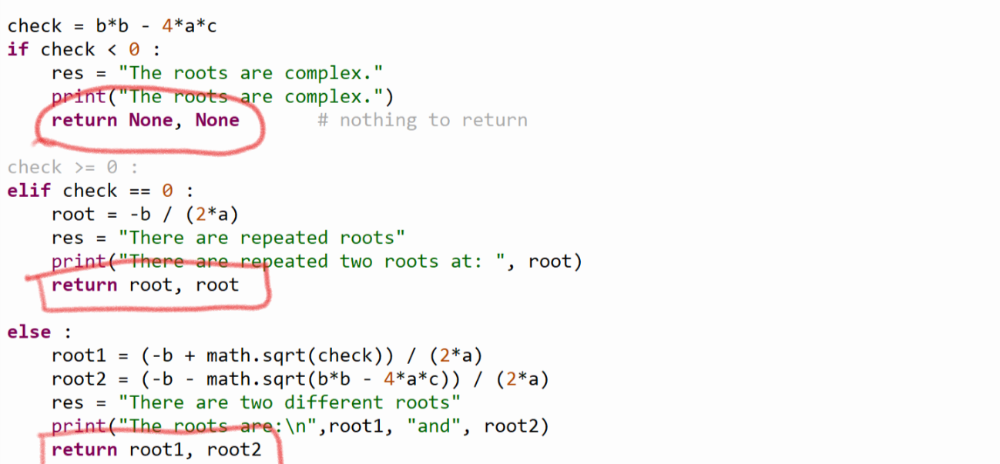 check = b*b - 4*a*c
if check < 0 :
    res = "The roots are complex."
    print("The roots are complex.")
    return None, None       # nothing to return
check >= 0 :
elif check == 0 :
    root = -b / (2*a)
    res = "There are repeated roots"
    print("There are repeated two roots at: ", root)
    return root, root
else :
    root1 = (-b + math.sqrt(check)) / (2*a)
    root2 = (-b - math.sqrt(b*b - 4*a*c)) / (2*a)
    res = "There are two different roots"
    print("The roots are:\n",root1, "and", root2)
    return root1, root2